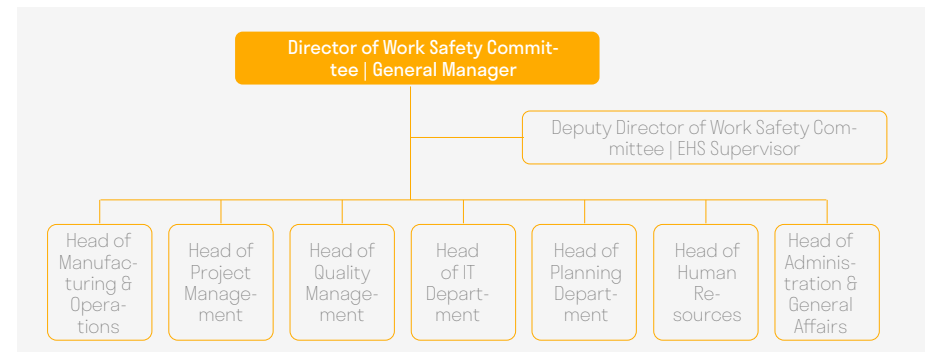 Director of Work Safety Commit-
tee | General Manager
Deputy Director of Work Safety Com-
mittee | EHS Supervisor
Head of
Manufac-
turing &
Opera-
tions
Head of
Project
Manage-
ment
Head of
Quality
Manage-
ment
Head
of IT
Depart-
ment
Head of
Planning
Depart-
ment
Head of
Human
Re-
sources
Head of
Adminis-
tration &
General
Affairs